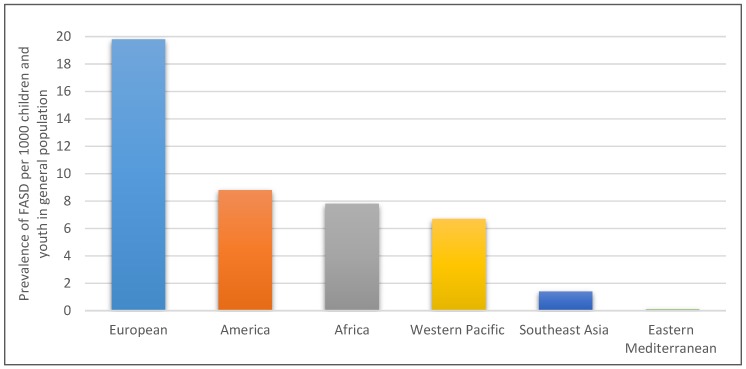 Prevalence of FASD per 1000 children and
youth in general population
20
18
16
14
12
10
8
6
4
2
0
European America Africa Western Pacific Southeast Asia Eastern
Mediterranean